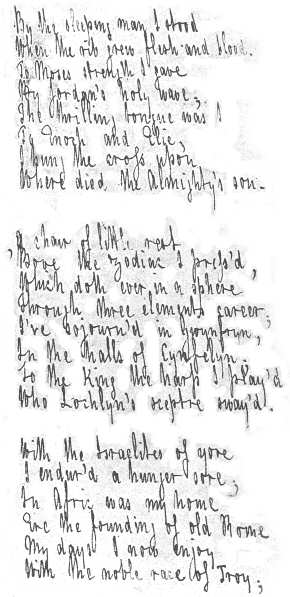 By the sleeping man I stood
When the rib grew flesh and blood.
To Moses strength I gave
By Jordan's holy wave;
The thrilling tongue was I
To Enoch and Elie;
I hung the cross upon
Where died the Almighty's son.
A chair of little rest
'Bove the Zodiac I press'd,
Which doth ever in a sphere
Through three elements career;
I've sojourn'd in Gwynfryn,
In the halls of Cynfelyn;
To the King the harp I play'd
Who Lochlyn's sceptre sway'd.
With the Israelites of yore
I endur'd a hunger sore;
In Afric was my home
Ere the founding of old Rome
My days I now enjoy
With the noble race of Troy;